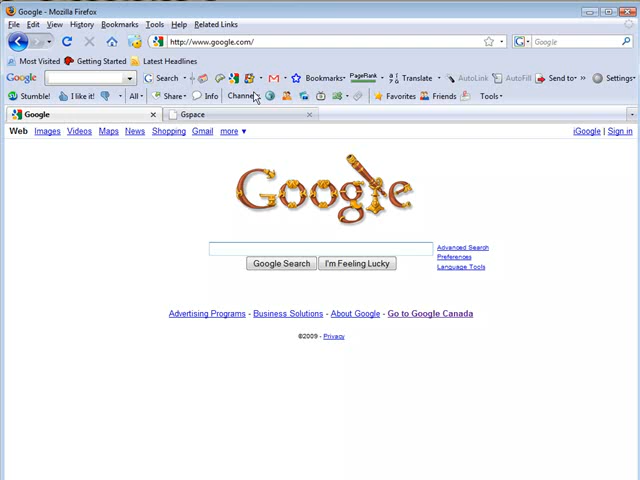 Google - Mozilla Firefox
File Edit View History Bookmarks Tools Help Related Links
http://www.google.com/ Google
Most Visited Getting Started Latest Headlines
Google Search Bookmarks PageRank Translate AutoLink AutoFill Send to Settings
Stumble! I like it! All Share Info Channel Favorites Friends Tools
Google Gspace
Web Images Videos Maps News Shopping Gmail more ▼ iGoogle | Sign in
Google
Advanced Search
Preferences
Language Tools
Google Search I'm Feeling Lucky
Advertising Programs - Business Solutions - About Google - Go to Google Canada
©2009 - Privacy